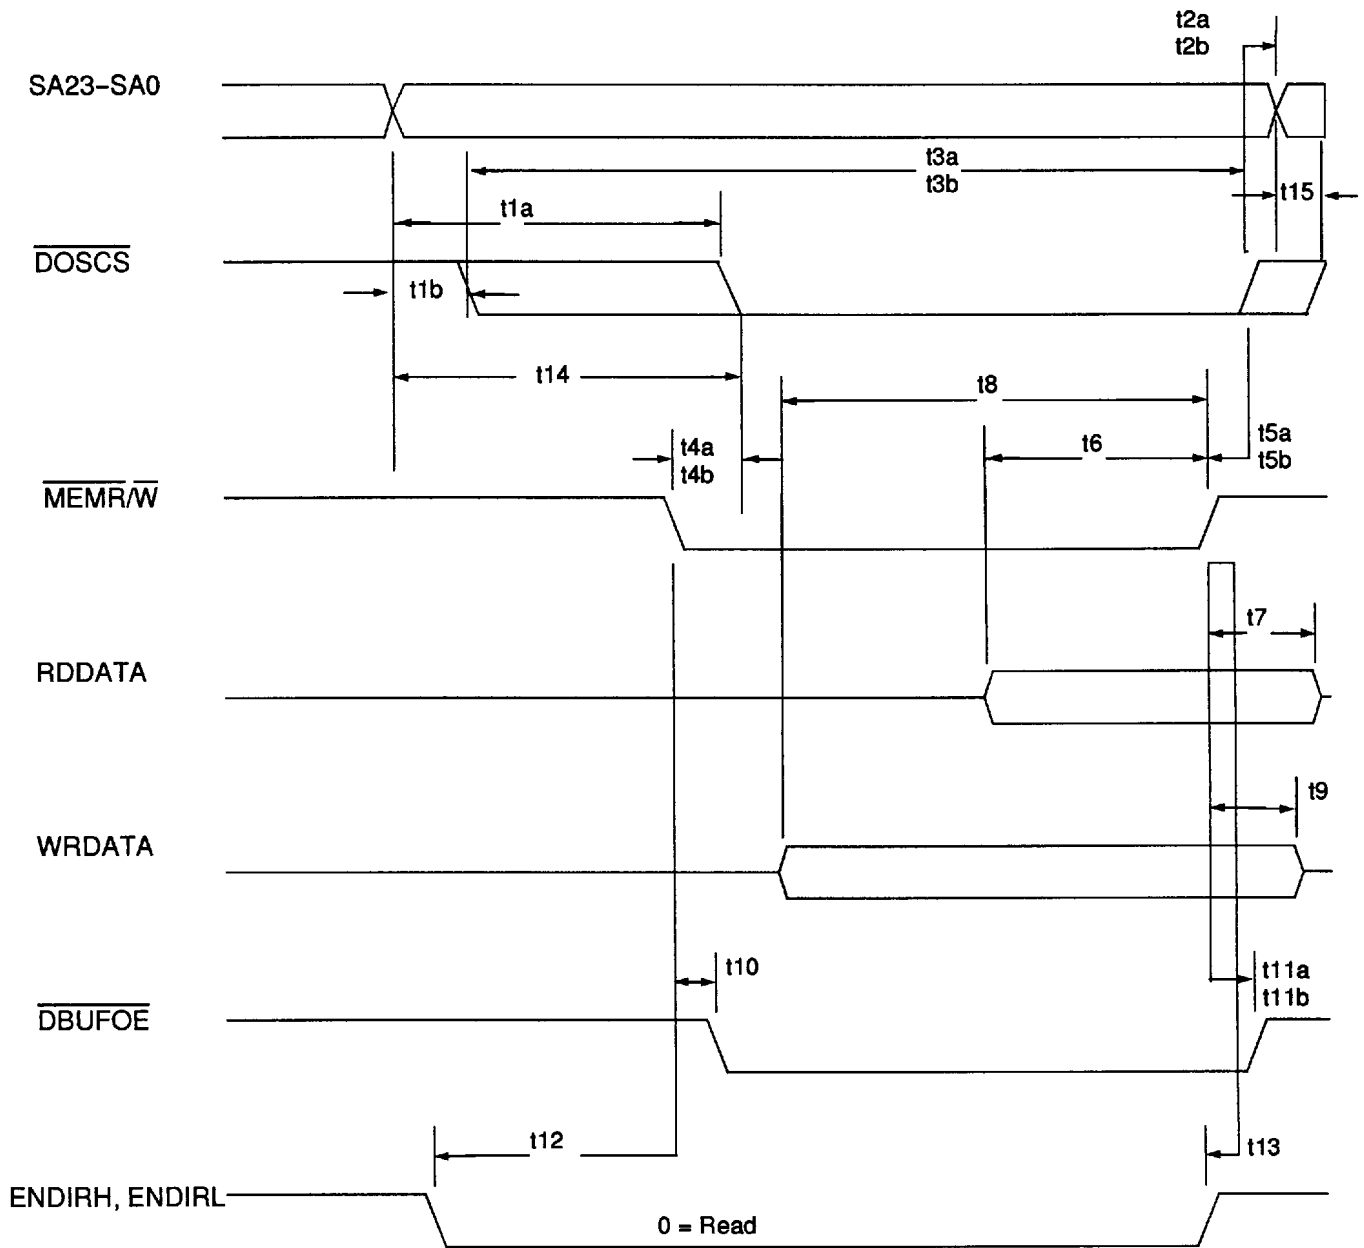 t2a
t2b
SA23–SA0
t3a
t3b
t15
t1a
DOSCS
t1b
t14
t8
t4a
t4b
t6
t5a
t5b
MEMR/W
t7
RDDATA
t9
WRDATA
t10
t11a
t11b
DBUFOE
t12
t13
ENDIRH, ENDIRL
0 = Read